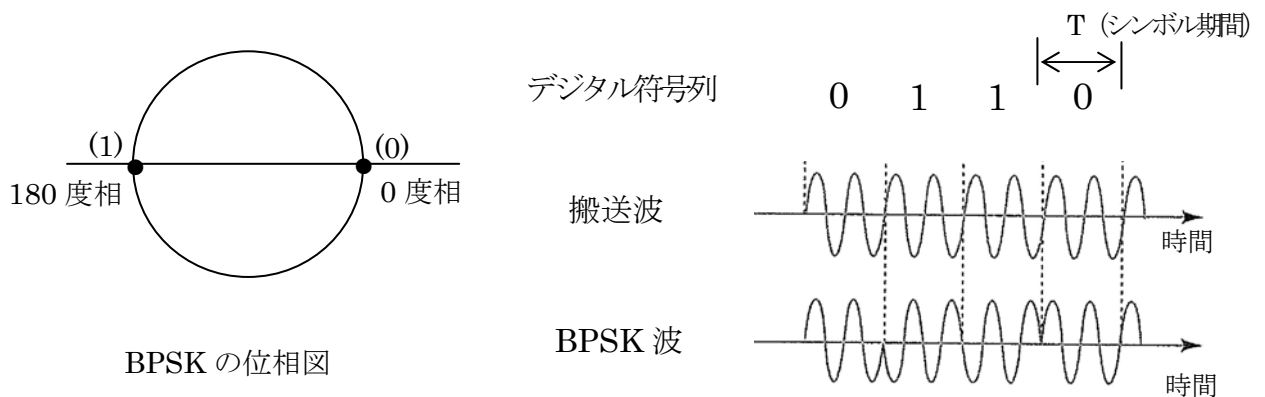 T (シンボル期間)
デジタル符号列 0 1 1 0
(1) (0)
180 度相 0 度相
搬送波
時間
BPSK 波
BPSK の位相図
時間